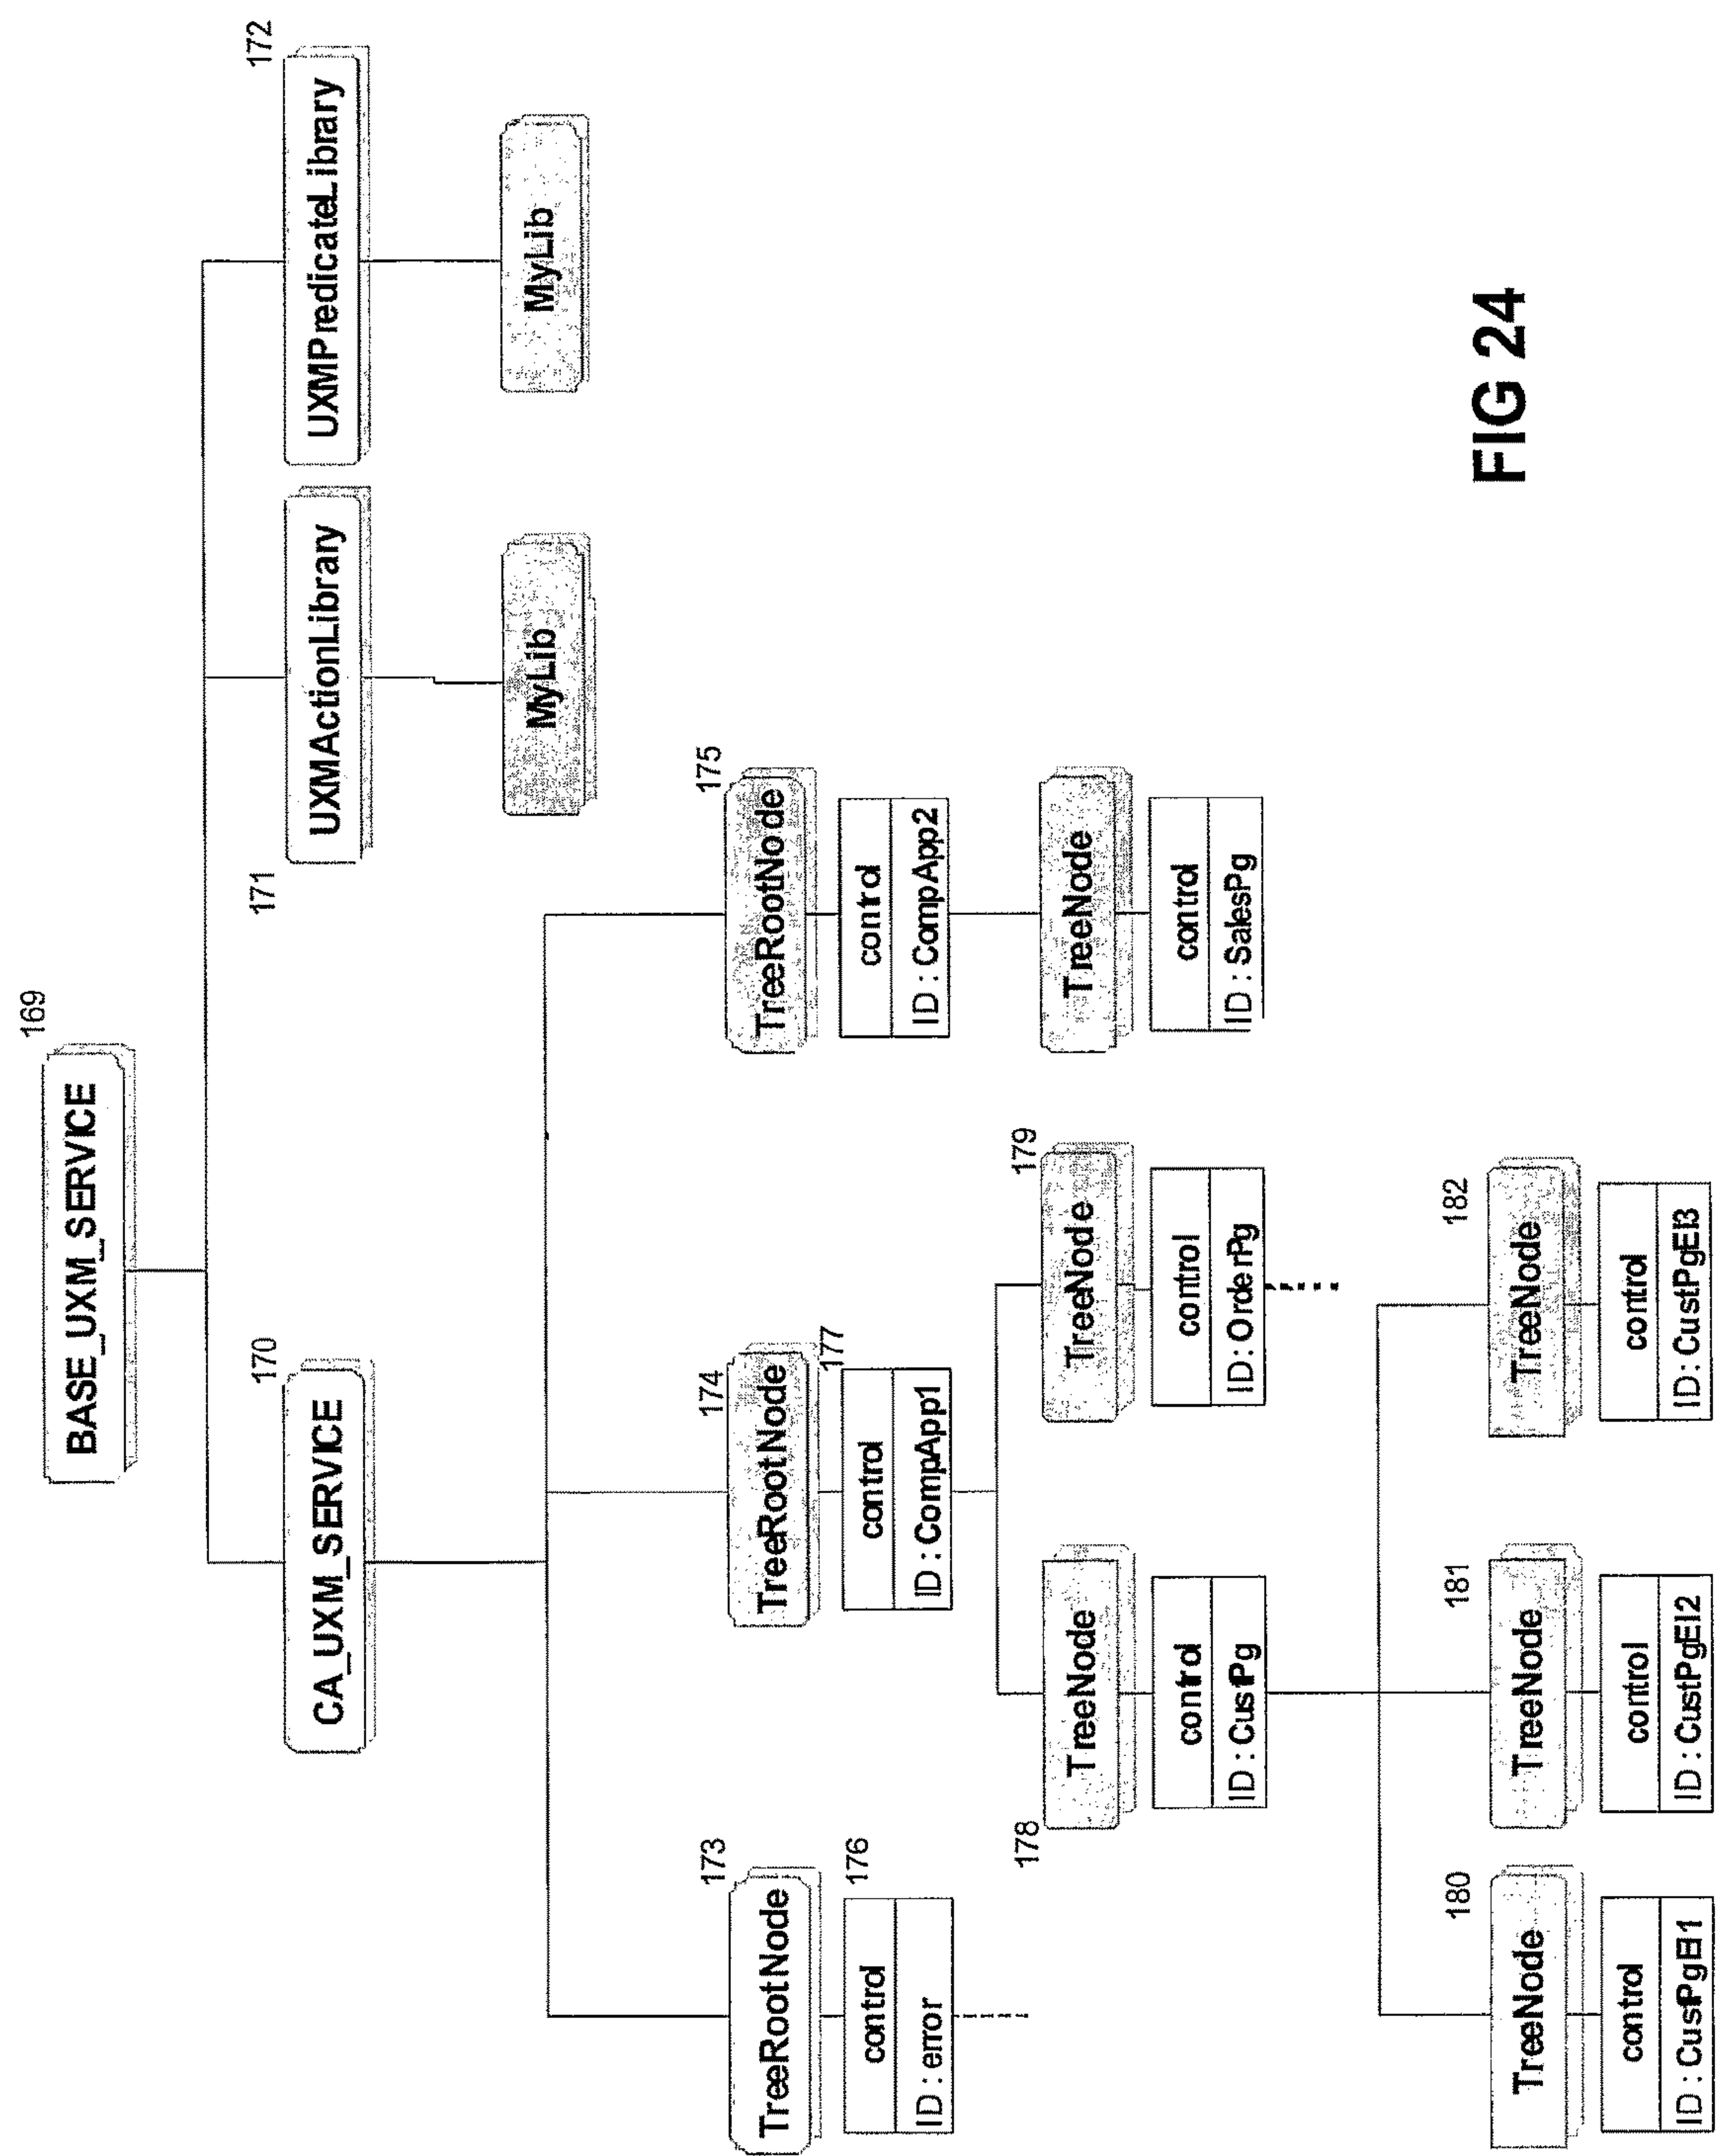 169
BASE_UXM_SERVICE
170
CA_UXM_SERVICE
171
UXMActionLibrary
172
UXMPredicateLibrary
MyLib
MyLib
173
TreeRootNode
176
control
ID:error
174
TreeRootNode
177
control
ID:CompApp1
175
TreeRootNode
control
ID:CompApp2
178
TreeNode
control
ID:CustPg
179
TreeNode
control
ID:OrderPg
TreeNode
control
ID:SalesPg
180
TreeNode
control
ID:CustPgEl1
181
TreeNode
control
ID:CustPgEl2
182
TreeNode
control
ID:CustPgEl3
FIG 24